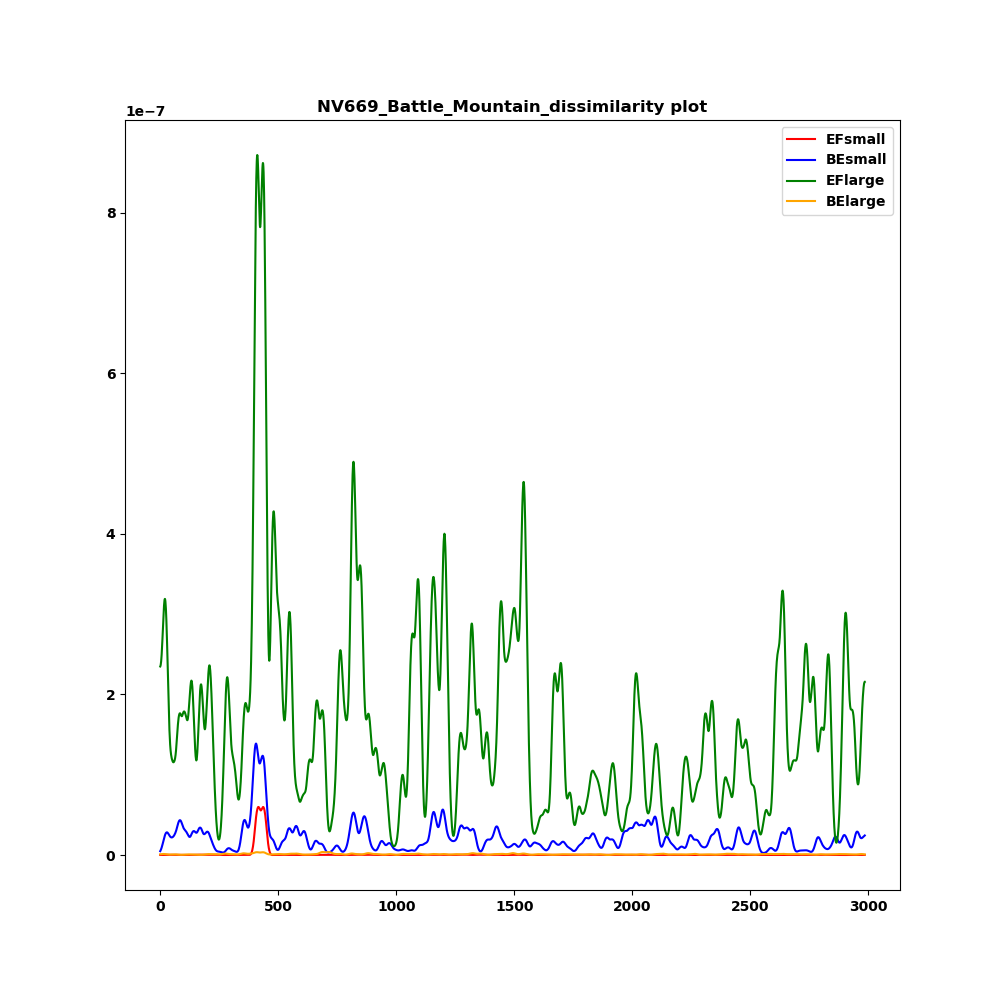 NV669_Battle_Mountain_dissimilarity plot
1e−7
EFsmall
BEsmall
EFlarge
BElarge
8
6
4
2
0
0 500 1000 1500 2000 2500 3000